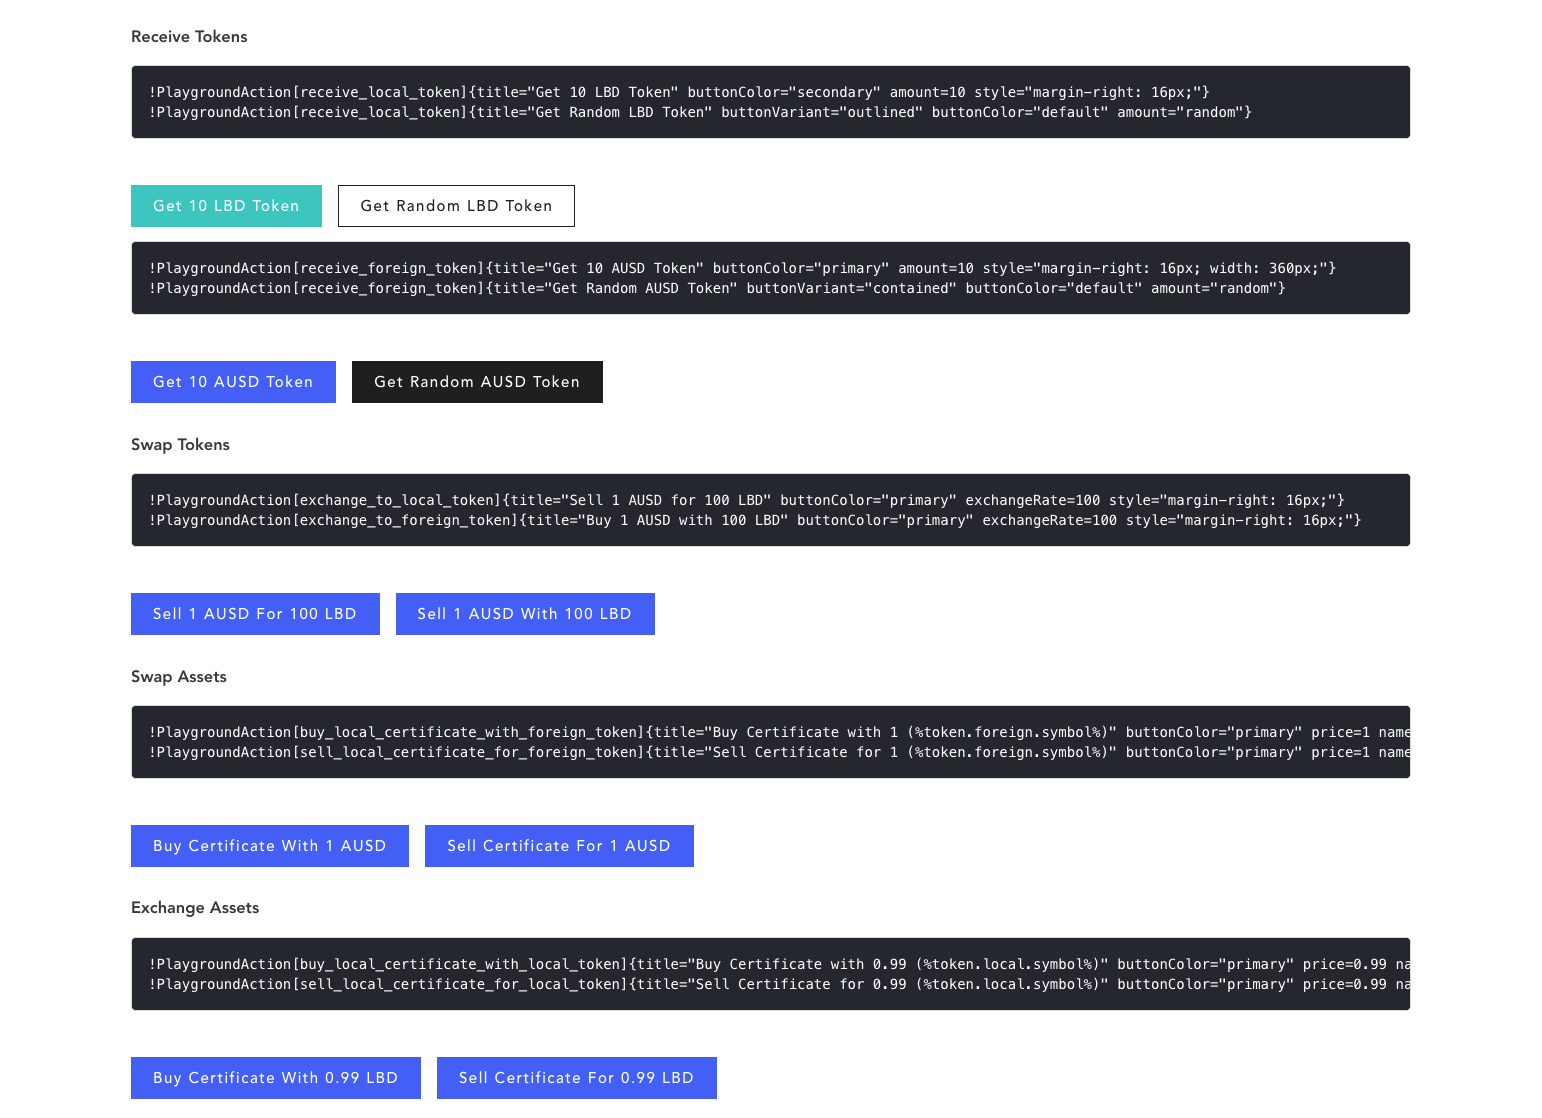 Receive Tokens
!PlaygroundAction[receive_local_token]{title="Get 10 LBD Token" buttonColor="secondary" amount=10 style="margin-right: 16px;"}
!PlaygroundAction[receive_local_token]{title="Get Random LBD Token" buttonVariant="outlined" buttonColor="default" amount="random"}
Get 10 LBD Token Get Random LBD Token
!PlaygroundAction[receive_foreign_token]{title="Get 10 AUSD Token" buttonColor="primary" amount=10 style="margin-right: 16px; width: 360px;"}
!PlaygroundAction[receive_foreign_token]{title="Get Random AUSD Token" buttonVariant="contained" buttonColor="default" amount="random"}
Get 10 AUSD Token Get Random AUSD Token
Swap Tokens
!PlaygroundAction[exchange_to_local_token]{title="Sell 1 AUSD for 100 LBD" buttonColor="primary" exchangeRate=100 style="margin-right: 16px;"}
!PlaygroundAction[exchange_to_foreign_token]{title="Buy 1 AUSD with 100 LBD" buttonColor="primary" exchangeRate=100 style="margin-right: 16px;"}
Sell 1 AUSD For 100 LBD Sell 1 AUSD With 100 LBD
Swap Assets
!PlaygroundAction[buy_local_certificate_with_foreign_token]{title="Buy Certificate with 1 (%token.foreign.symbol%)" buttonColor="primary" price=1 name
!PlaygroundAction[sell_local_certificate_for_foreign_token]{title="Sell Certificate for 1 (%token.foreign.symbol%)" buttonColor="primary" price=1 name
Buy Certificate With 1 AUSD Sell Certificate For 1 AUSD
Exchange Assets
!PlaygroundAction[buy_local_certificate_with_local_token]{title="Buy Certificate with 0.99 (%token.local.symbol%)" buttonColor="primary" price=0.99 na
!PlaygroundAction[sell_local_certificate_for_local_token]{title="Sell Certificate for 0.99 (%token.local.symbol%)" buttonColor="primary" price=0.99 na
Buy Certificate With 0.99 LBD Sell Certificate For 0.99 LBD